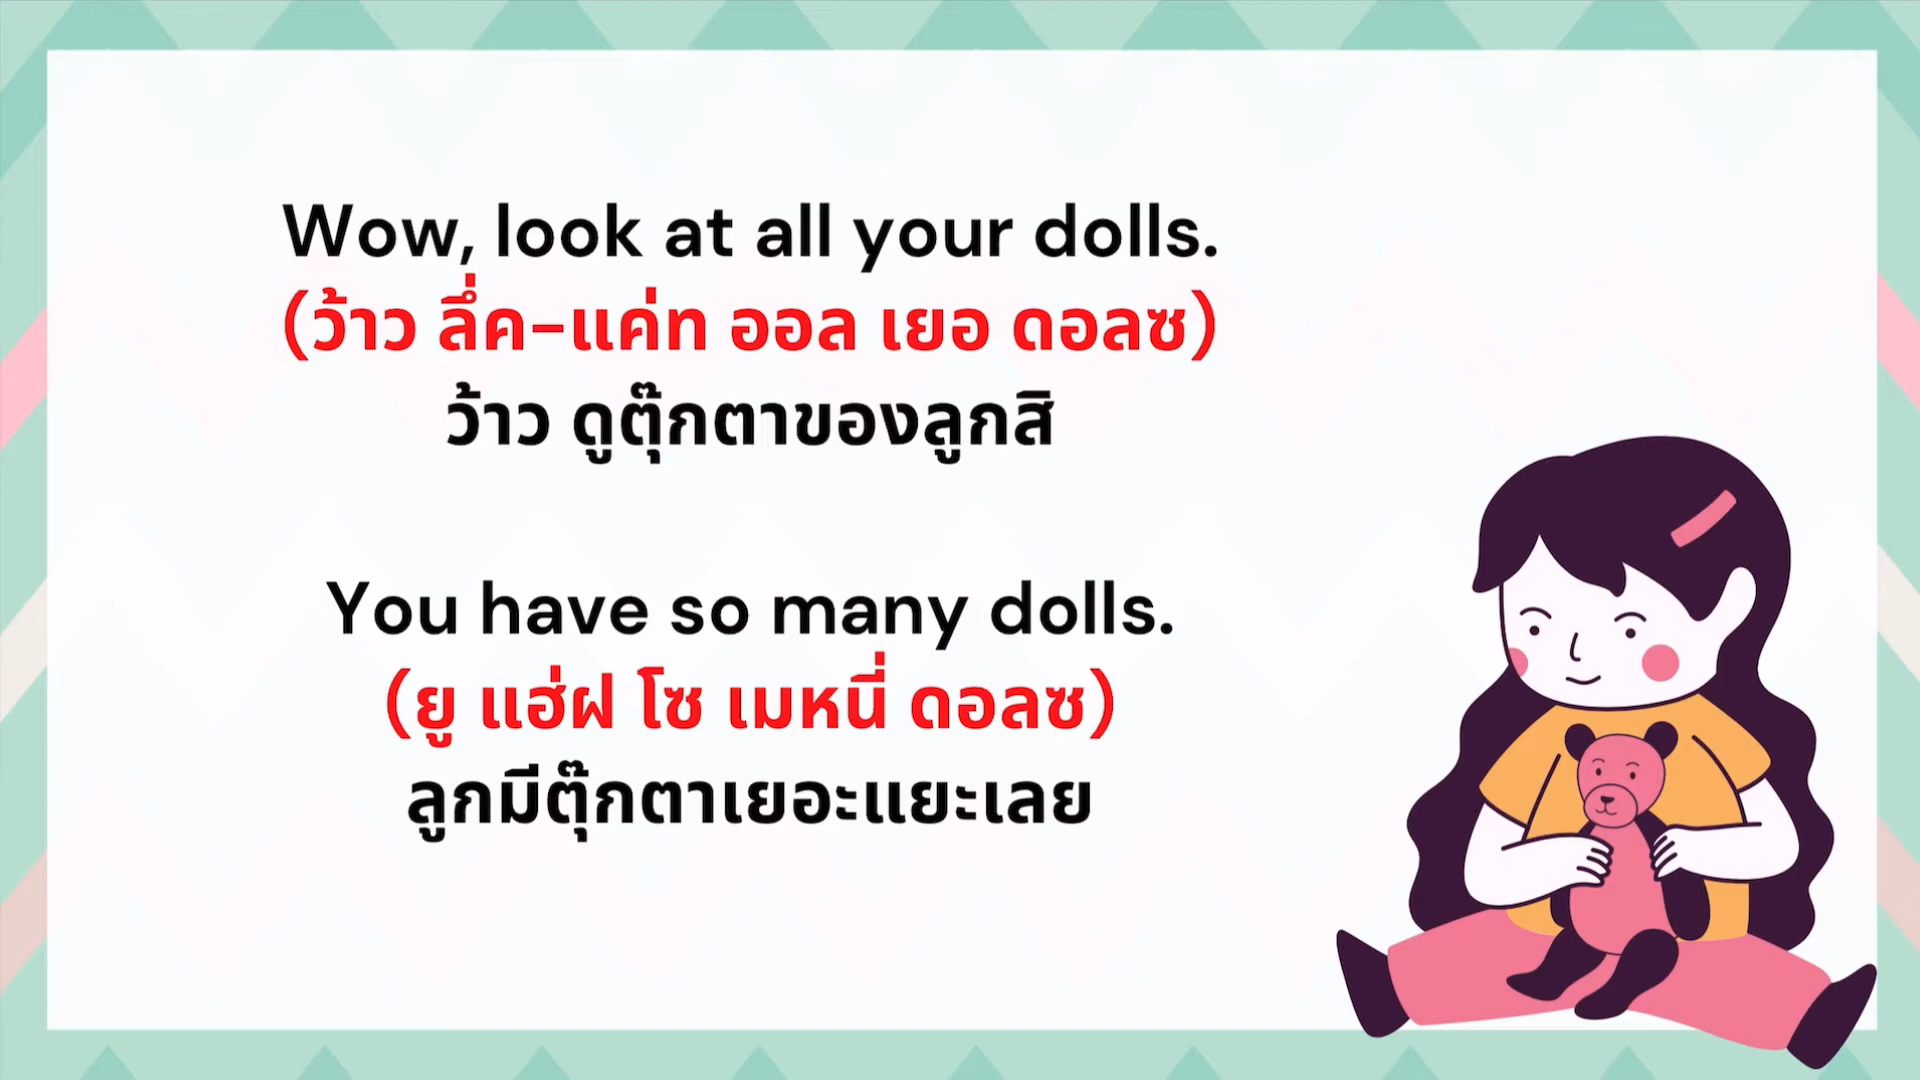 Wow, look at all your dolls.
(ว้าว ลึ่ค-แค่ท ออล เยอ ดอลซ)
ว้าว ดูตุ๊กตาของลูกสิ
You have so many dolls.
(ยู แฮ่ฝ โซ เมหนี่ ดอลซ)
ลูกมีตุ๊กตาเยอะแยะเลย